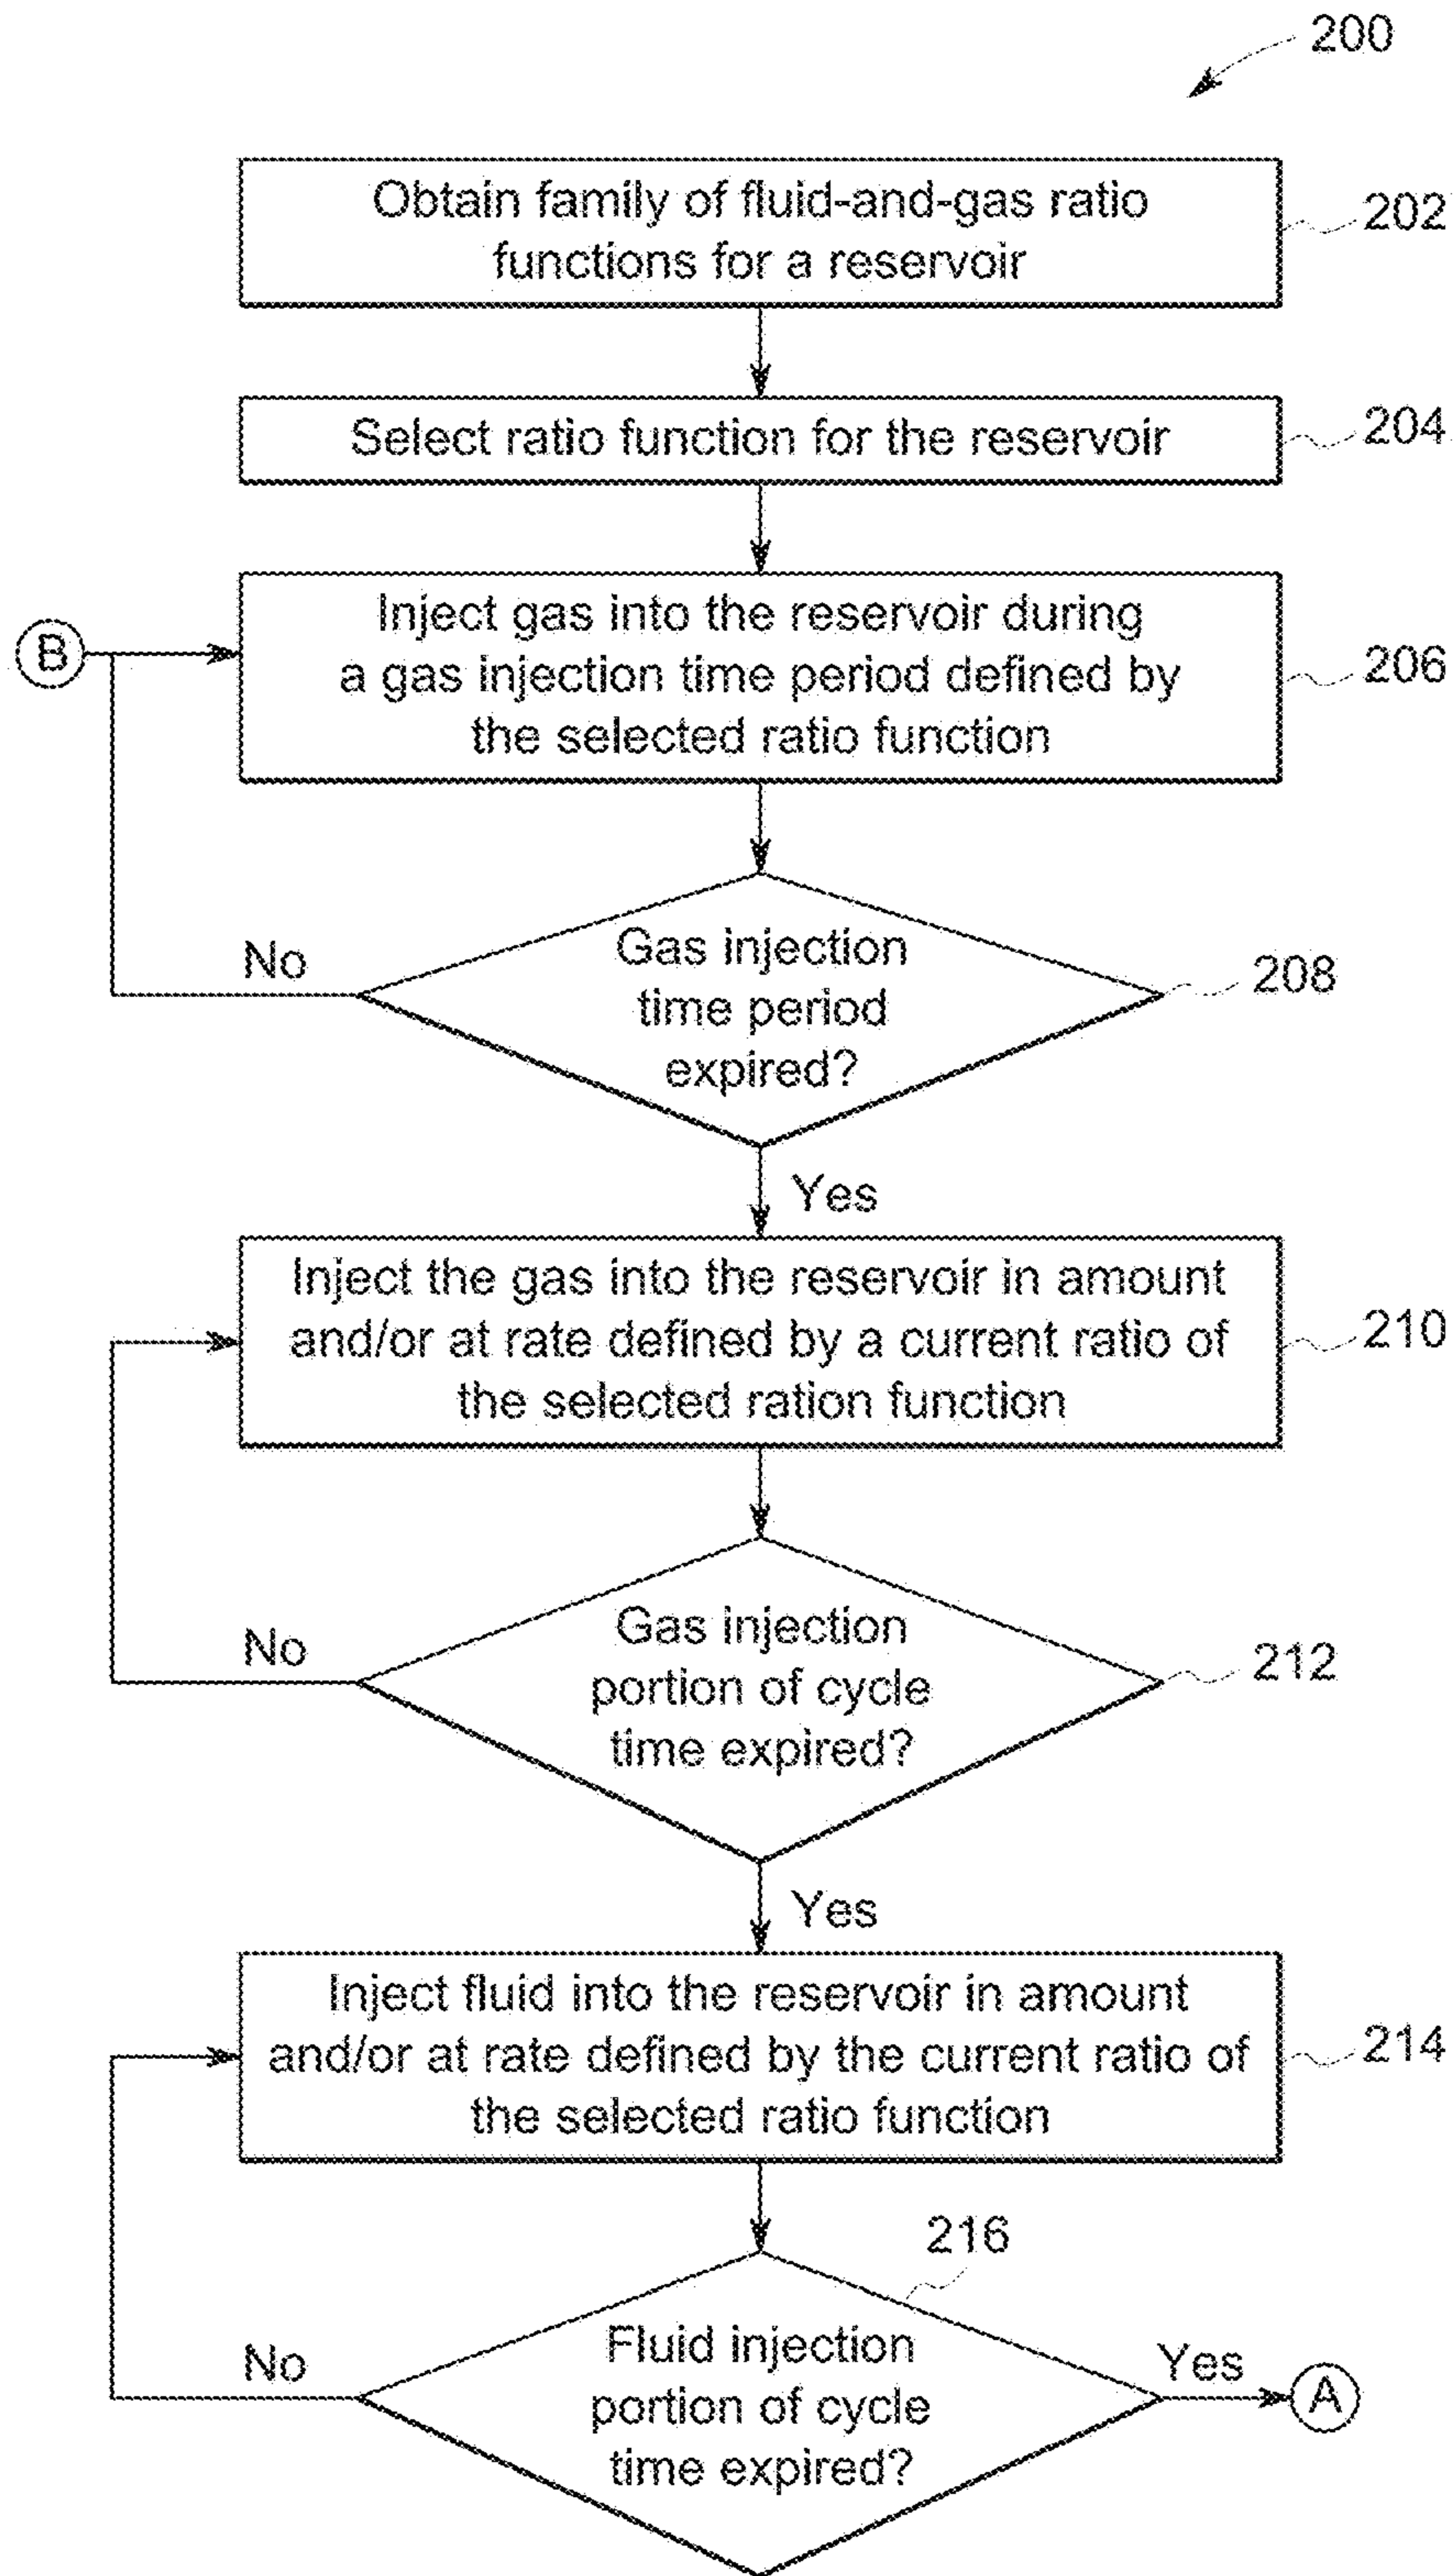 200
Obtain family of fluid-and-gas ratio
functions for a reservoir
202
Select ratio function for the reservoir
204
B
Inject gas into the reservoir during
a gas injection time period defined by
the selected ratio function
206
No
Gas injection
time period
expired?
208
Yes
Inject the gas into the reservoir in amount
and/or at rate defined by a current ratio of
the selected ration function
210
No
Gas injection
portion of cycle
time expired?
212
Yes
Inject fluid into the reservoir in amount
and/or at rate defined by the current ratio of
the selected ratio function
214
216
No
Fluid injection
portion of cycle
time expired?
Yes
A